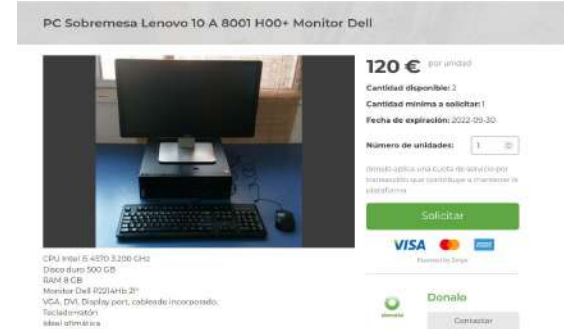 PC Sobremesa Lenovo 10 A 8001 H00+ Monitor Dell
120 € por unidad
Cantidad disponible: 2
Cantidad mínima a solicitar: 1
Fecha de expiración: 2022-09-30
Número de unidades: 1
donalo aplica una cuota de servicio por
transacción que contribuye a mantener la
plataforma
Solicitar
VISA
Powered by Stripe
CPU Intel i5 4570 3.200 GHz
Disco duro 500 GB
RAM 8 GB
Monitor Dell P2214Hb 21"
VGA, DVI, Display port, cableado incorporado.
Teclado+ratón
Ideal ofimática
Donalo
Contactar